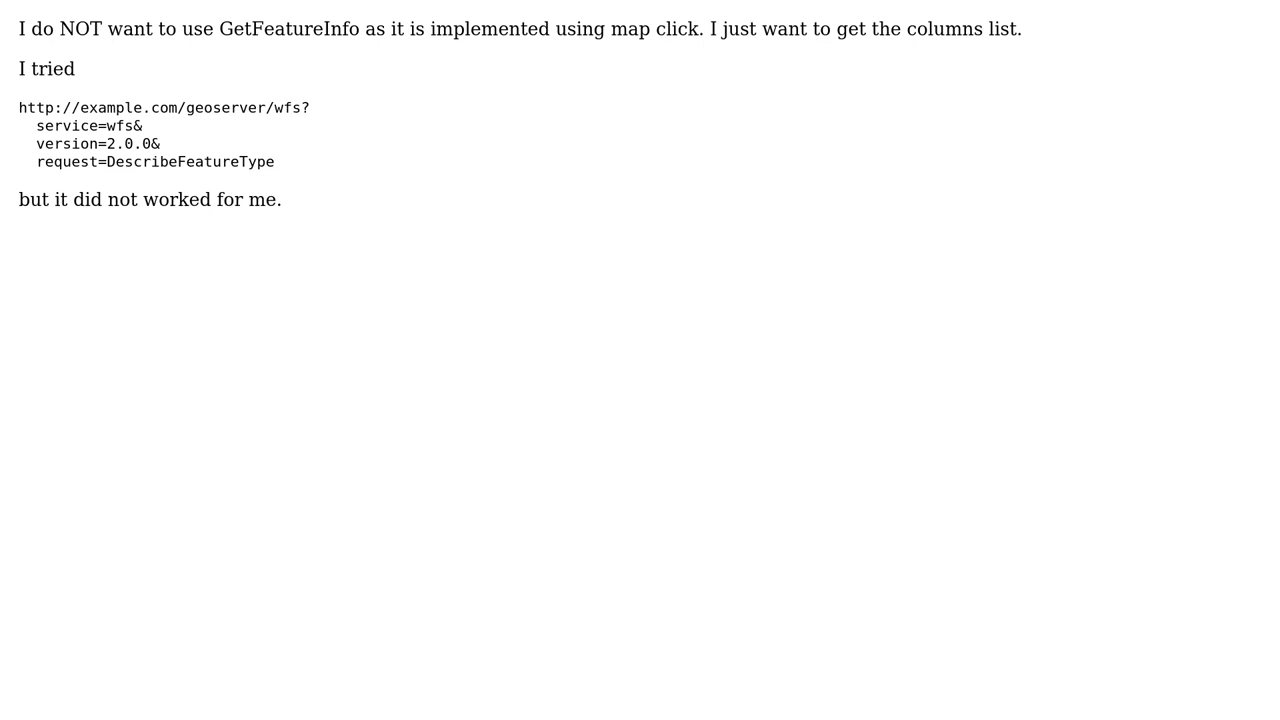 I do NOT want to use GetFeatureInfo as it is implemented using map click. I just want to get the columns list.
I tried
http://example.com/geoserver/wfs?
  service=wfs&
  version=2.0.0&
  request=DescribeFeatureType
but it did not worked for me.